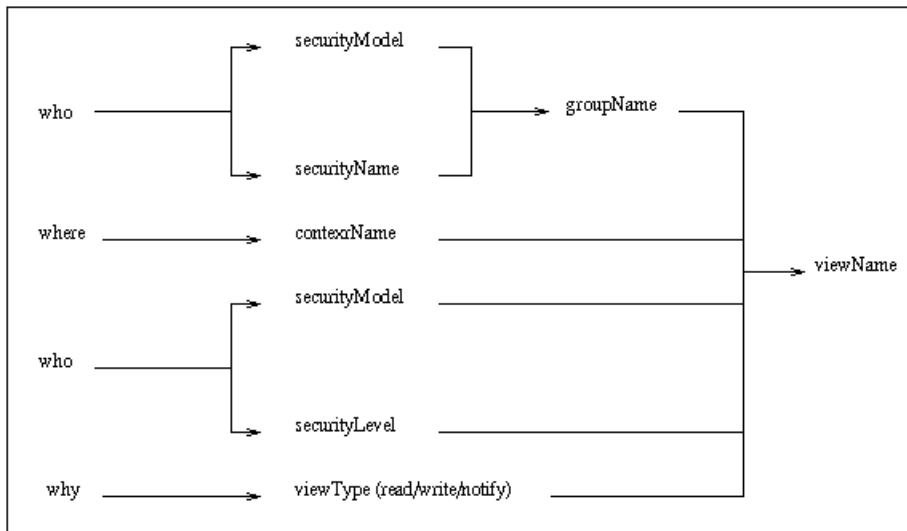 securityModel
who
groupName
securityName
where
contexrName
viewName
securityModel
who
securityLevel
why
viewType (read/write/notify)